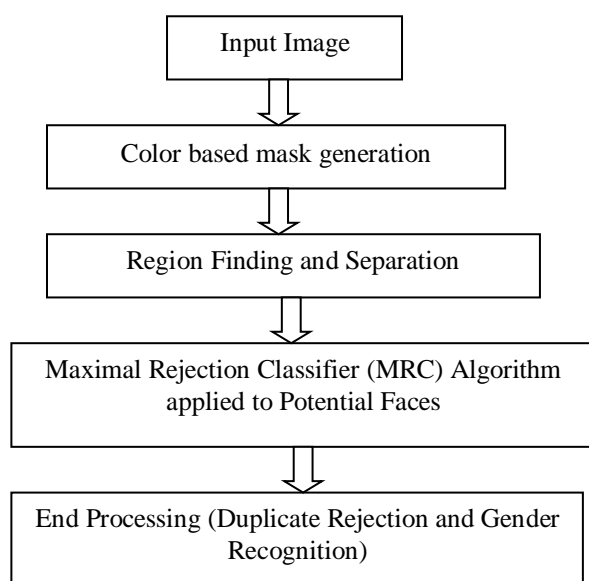 Input Image
Color based mask generation
Region Finding and Separation
Maximal Rejection Classifier (MRC) Algorithm
applied to Potential Faces
End Processing (Duplicate Rejection and Gender
Recognition)